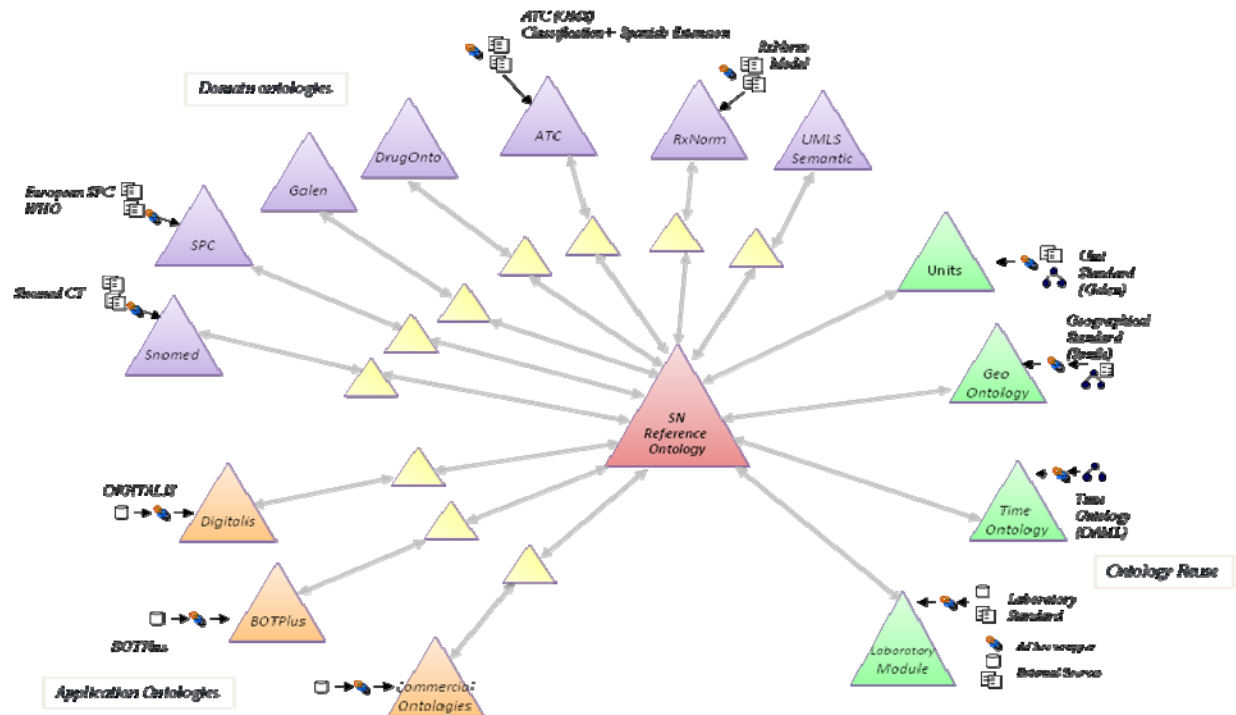 ATC (OMS)
Classification + Spanish Extension
RxNorm
Model
Domain ontologies
ATC
RxNorm
UMLS
Semantic
DrugOnto
Galen
European SPC
WHO
SPC
Units
Unit
Standard
(Galen)
Snomed CT
Snomed
Geographical
Standard
(Spain)
Geo
Ontology
SN
Reference
Ontology
DIGITALIS
Digitalis
Time
Ontology
Time
Ontology
(DAML)
Ontology Reuse
BOTPlus
BOTPlus
Laboratory
Standard
Laboratory
Module
Ad hoc wrapper
External Sources
Application Ontologies
Commercial
Ontologies